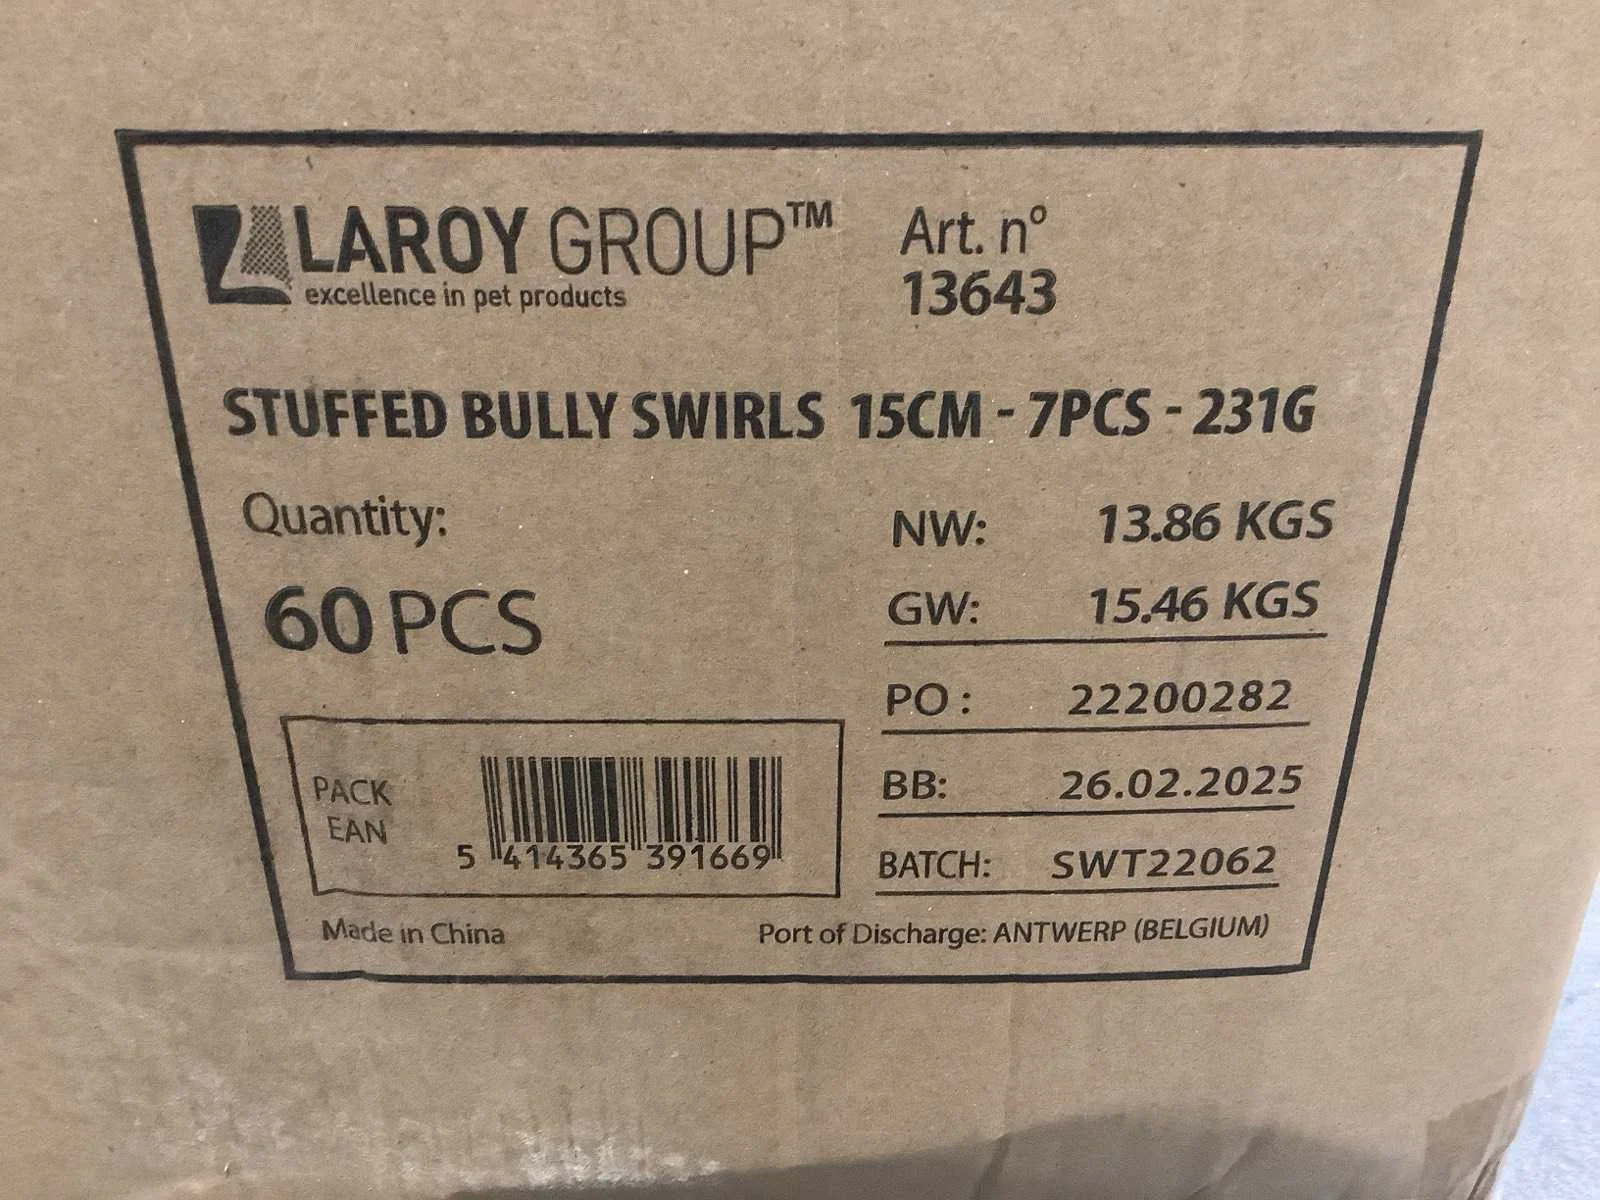 LAROY GROUP™
excellence in pet products
Art. n°
13643
STUFFED BULLY SWIRLS 15CM - 7PCS - 231G
Quantity:
60 PCS
NW: 13.86 KGS
GW: 15.46 KGS
PO : 22200282
BB: 26.02.2025
BATCH: SWT22062
PACK
EAN
5 414365 391669
Made in China
Port of Discharge: ANTWERP (BELGIUM)